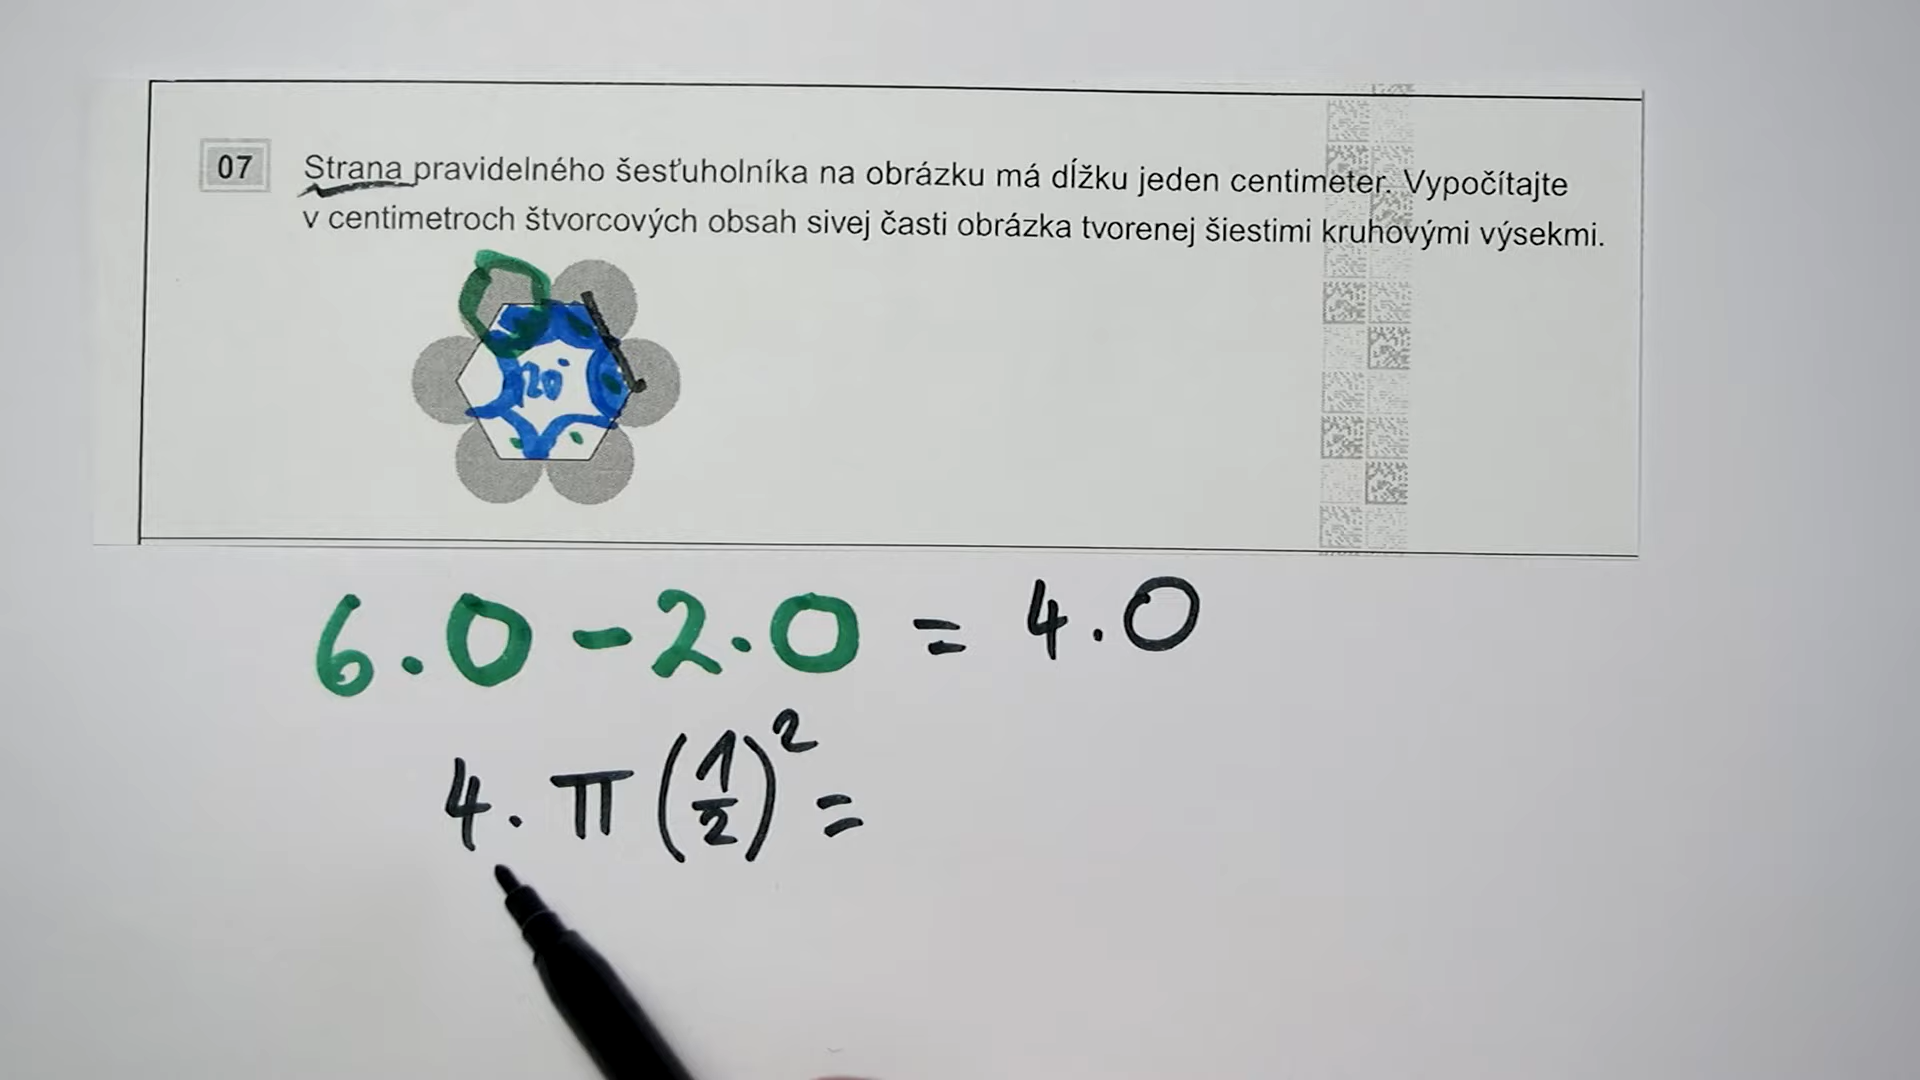 07 Strana pravidelného šesťuholníka na obrázku má dĺžku jeden centimeter. Vypočítajte
v centimetroch štvorcových obsah sivej časti obrázka tvorenej šiestimi kruhovými výsekmi.
120°
6.O - 2.O = 4.O
4. π (1/2)² =